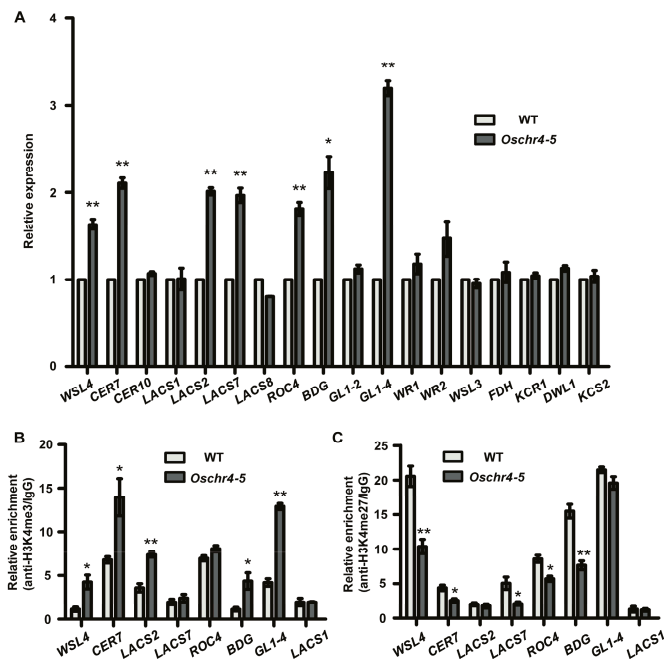 A
Relative expression
4
3
2
1
0
** ** ** ** ** * **
WT
Oschr4-5
WSL4 CER7 CER10 LACS1 LACS2 LACS7 LACS8 ROC4 BDG GL1-2 GL1-4 WR1 WR2 WSL3 FDH KCR1 DWL1 KCS2
B
Relative enrichment
(anti-H3K4me3/IgG)
20
15
10
5
0
* * ** * **
WT
Oschr4-5
WSL4 CER7 LACS2 LACS7 ROC4 BDG GL1-4 LACS1
C
Relative enrichment
(anti-H3K4me27/IgG)
25
20
15
10
5
0
** * * * **
WT
Oschr4-5
WSL4 CER7 LACS2 LACS7 ROC4 BDG GL1-4 LACS1